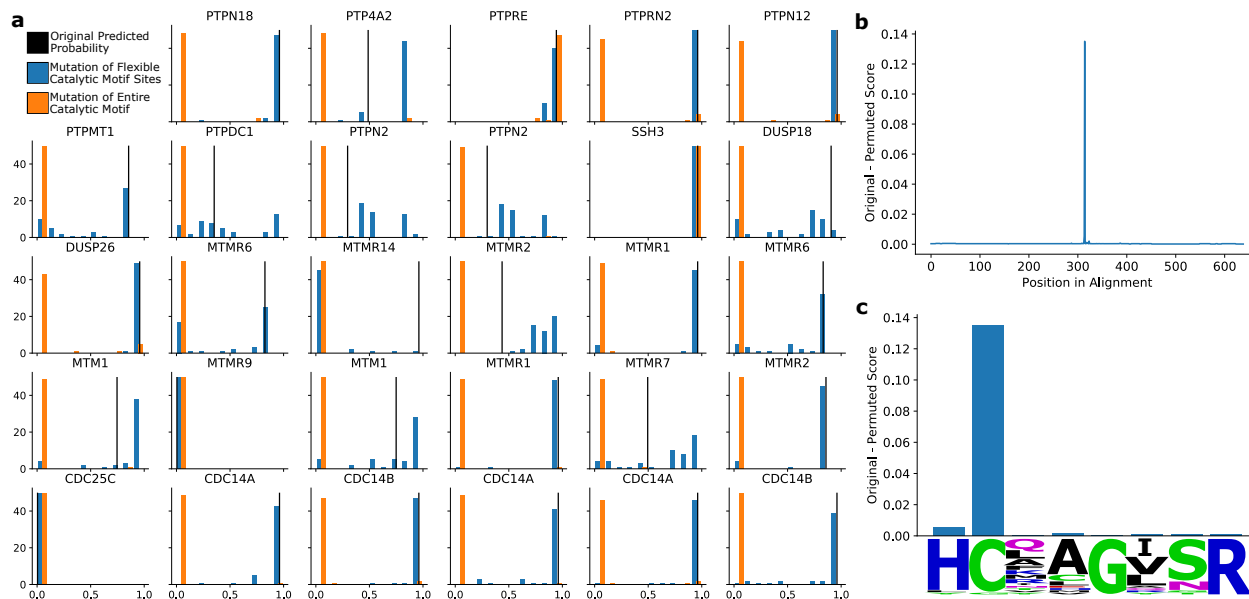 a
Original Predicted
Probability
Mutation of Flexible
Catalytic Motif Sites
Mutation of Entire
Catalytic Motif
PTPN18 PTP4A2 PTPRE PTPRN2 PTPN12
PTPMT1 PTPDC1 PTPN2 PTPN2 SSH3 DUSP18
40
20
0
DUSP26 MTMR6 MTMR14 MTMR2 MTMR1 MTMR6
40
20
0
MTM1 MTMR9 MTM1 MTMR1 MTMR7 MTMR2
40
20
0
CDC25C CDC14A CDC14B CDC14A CDC14A CDC14B
40
20
0
0.0 0.5 1.0 0.0 0.5 1.0 0.0 0.5 1.0 0.0 0.5 1.0 0.0 0.5 1.0 0.0 0.5 1.0
b
Original - Permuted Score
0.14
0.12
0.10
0.08
0.06
0.04
0.02
0.00
0 100 200 300 400 500 600
Position in Alignment
c
Original - Permuted Score
0.14
0.12
0.10
0.08
0.06
0.04
0.02
0.00
H C A G I V S R